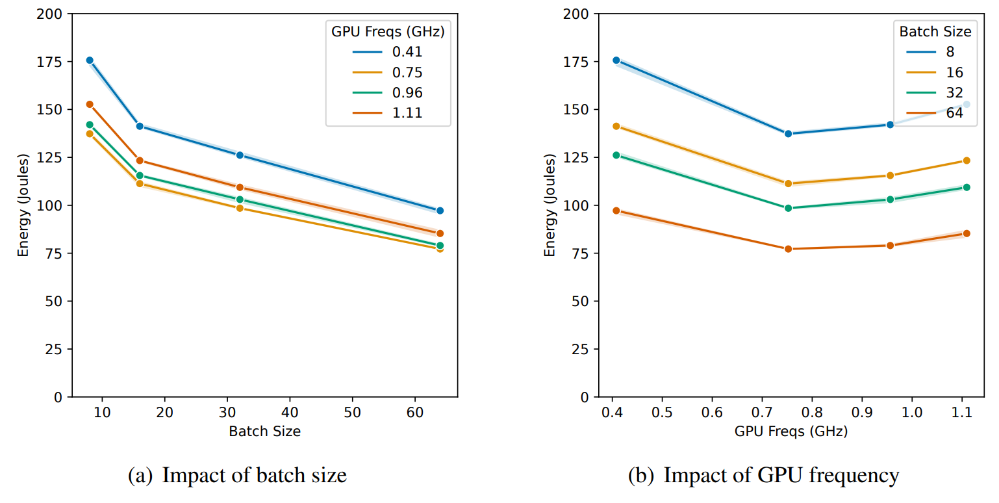 200
175
150
125
100
75
50
25
0
Energy (Joules)
GPU Freqs (GHz)
0.41
0.75
0.96
1.11
10 20 30 40 50 60
Batch Size
(a) Impact of batch size
200
175
150
125
100
75
50
25
0
Energy (Joules)
Batch Size
8
16
32
64
0.4 0.5 0.6 0.7 0.8 0.9 1.0 1.1
GPU Freqs (GHz)
(b) Impact of GPU frequency